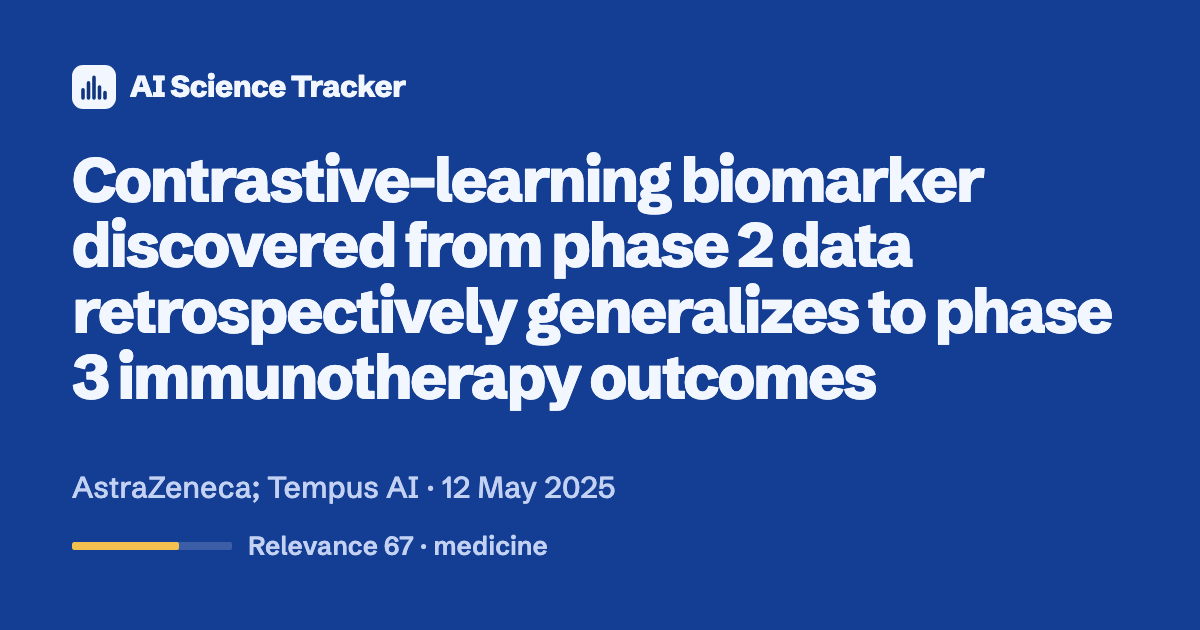 AI Science Tracker
Contrastive-learning biomarker
discovered from phase 2 data
retrospectively generalizes to phase
3 immunotherapy outcomes
AstraZeneca; Tempus AI · 12 May 2025
Relevance 67 · medicine